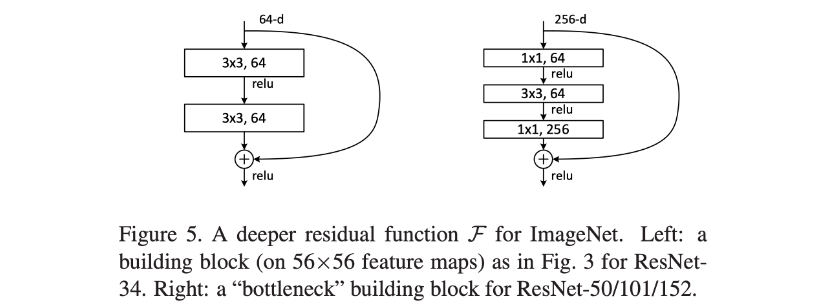 64-d
3x3, 64
relu
3x3, 64
+
relu
256-d
1x1, 64
relu
3x3, 64
relu
1x1, 256
+
relu
Figure 5. A deeper residual function F for ImageNet. Left: a
building block (on 56×56 feature maps) as in Fig. 3 for ResNet-
34. Right: a “bottleneck” building block for ResNet-50/101/152.